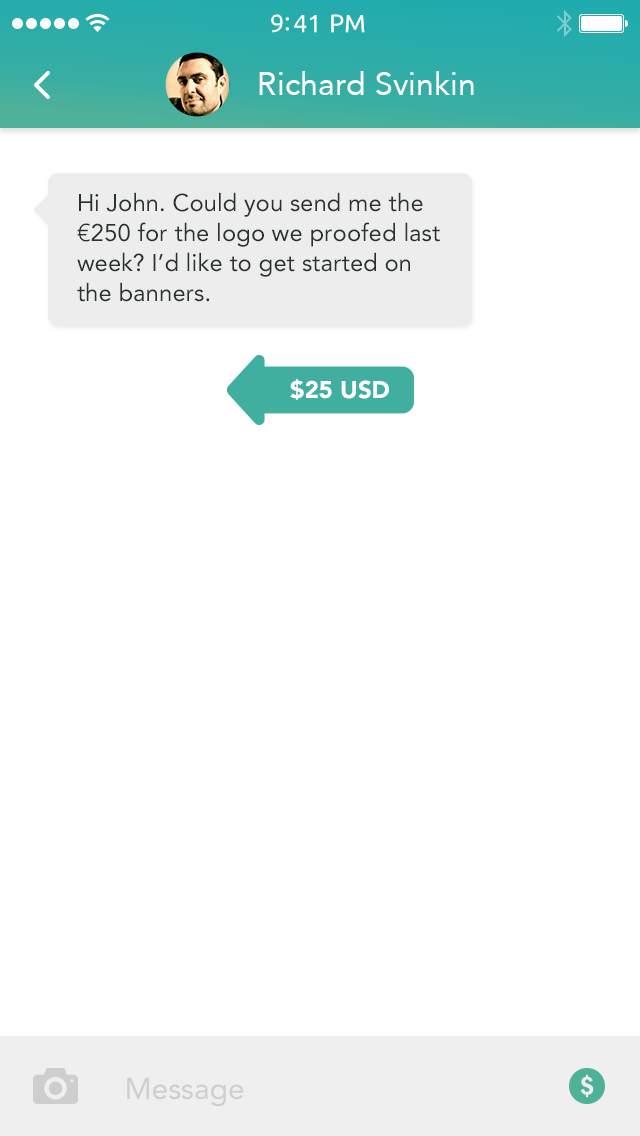 9:41 PM
Richard Svinkin
Hi John. Could you send me the
€250 for the logo we proofed last
week? I’d like to get started on
the banners.
$25 USD
Message
$